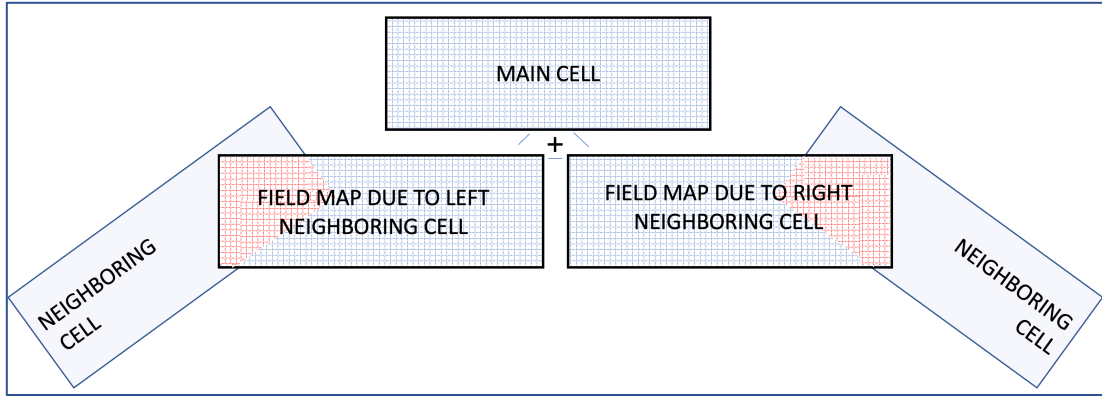 MAIN CELL
+
FIELD MAP DUE TO LEFT
NEIGHBORING CELL
FIELD MAP DUE TO RIGHT
NEIGHBORING CELL
NEIGHBORING
CELL
NEIGHBORING
CELL